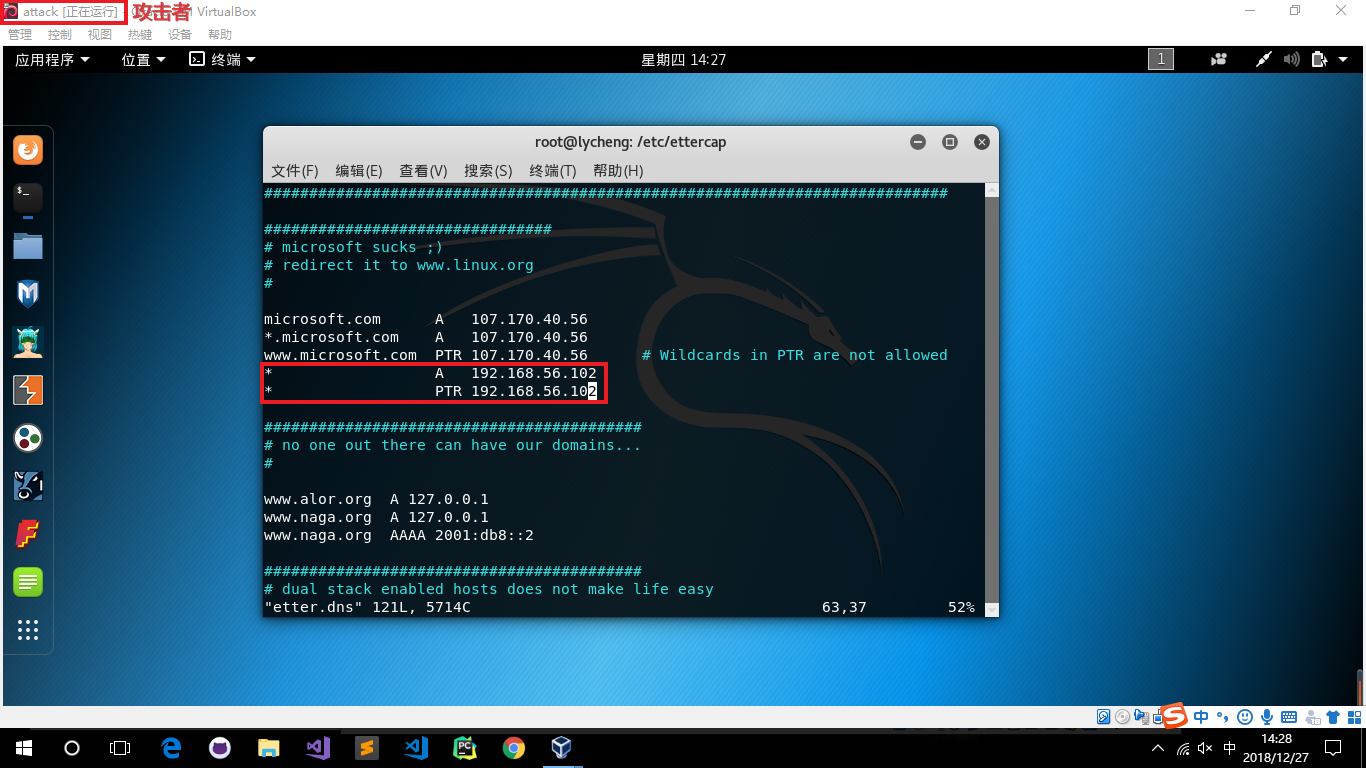 attack [正在运行] 攻击者 VirtualBox
管理 控制 视图 热键 设备 帮助
应用程序 位置 终端 星期四 14:27 1
root@lycheng: /etc/ettercap
文件(F) 编辑(E) 查看(V) 搜索(S) 终端(T) 帮助(H)
############################################################################
################################
# microsoft sucks ;)
# redirect it to www.linux.org
#
microsoft.com A 107.170.40.56
*.microsoft.com A 107.170.40.56
www.microsoft.com PTR 107.170.40.56 # Wildcards in PTR are not allowed
* A 192.168.56.102
* PTR 192.168.56.102
##########################################
# no one out there can have our domains...
#
www.alor.org A 127.0.0.1
www.naga.org A 127.0.0.1
www.naga.org AAAA 2001:db8::2
##########################################
# dual stack enabled hosts does not make life easy
"etter.dns" 121L, 5714C 63,37 52%
中
中 14:28
2018/12/27